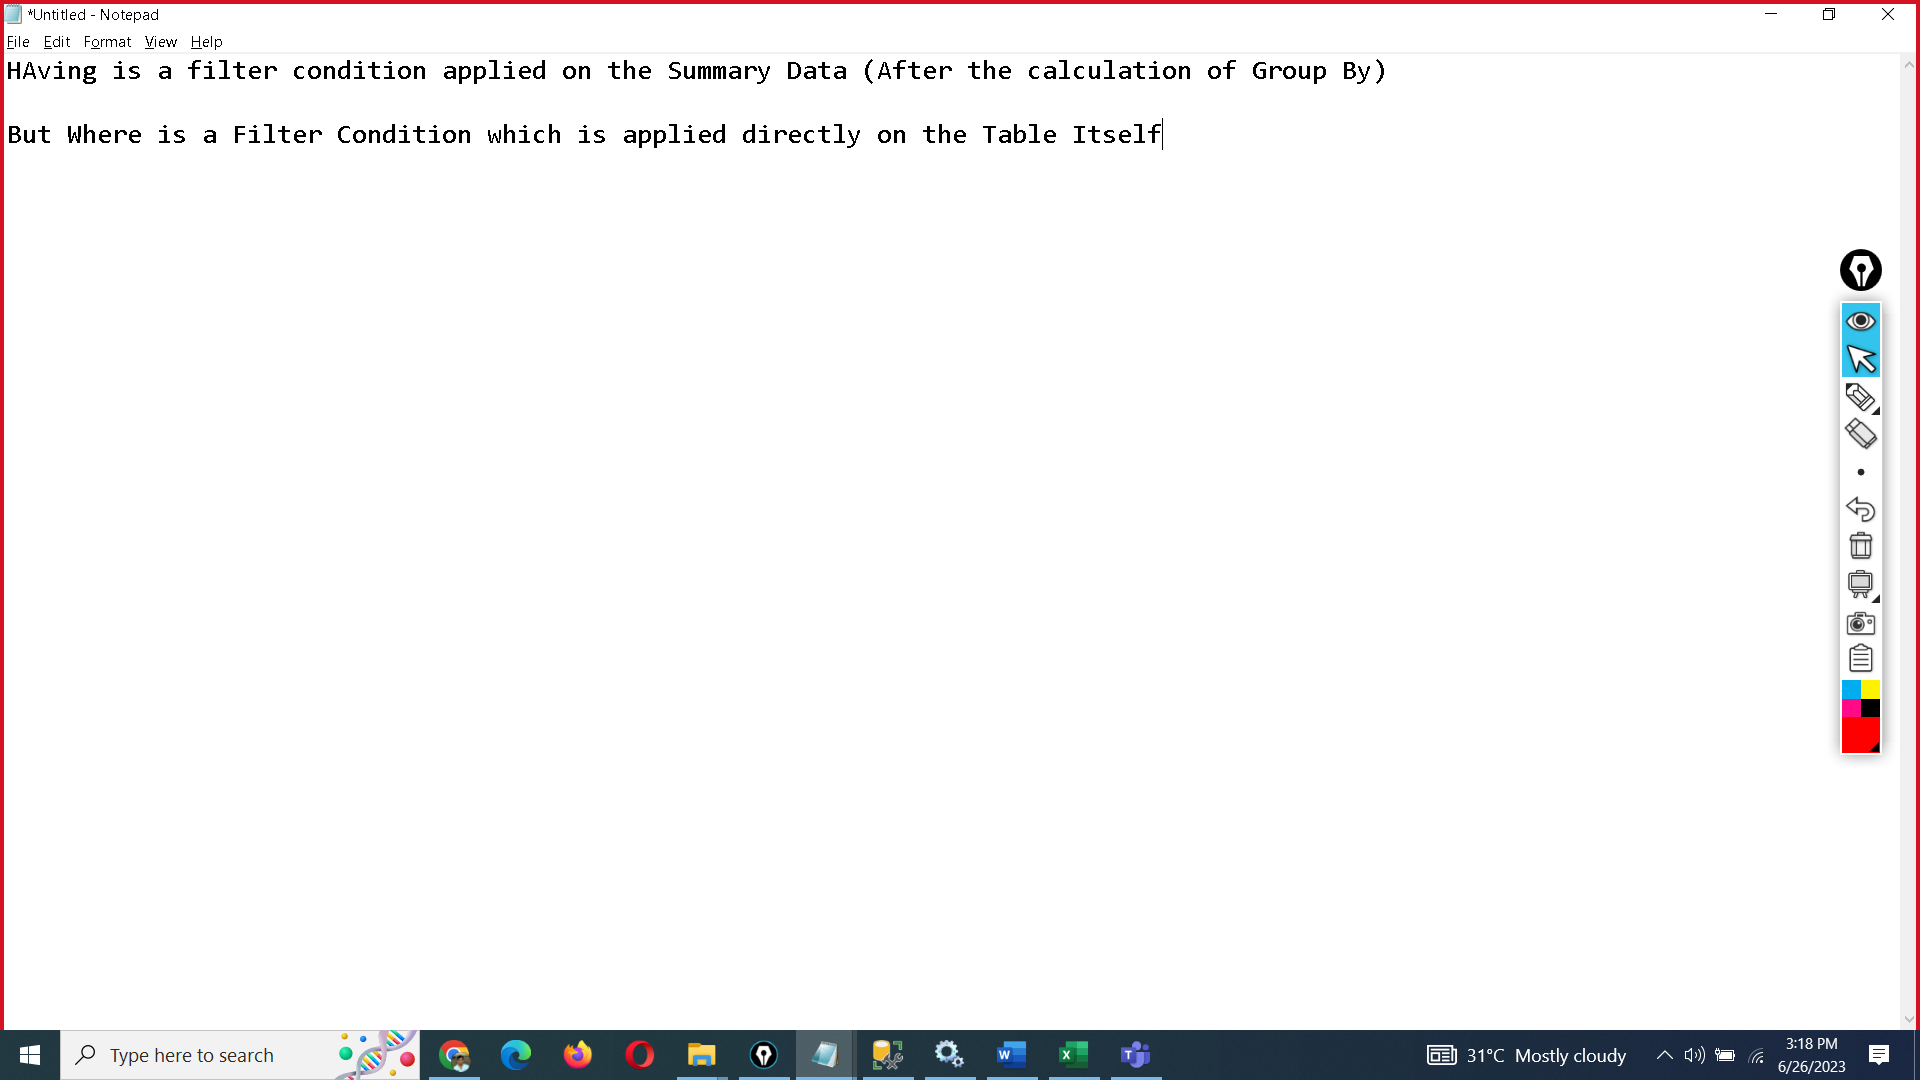 *Untitled - Notepad
File Edit Format View Help
HAving is a filter condition applied on the Summary Data (After the calculation of Group By)
But Where is a Filter Condition which is applied directly on the Table Itself
Type here to search
31°C Mostly cloudy
3:18 PM
6/26/2023